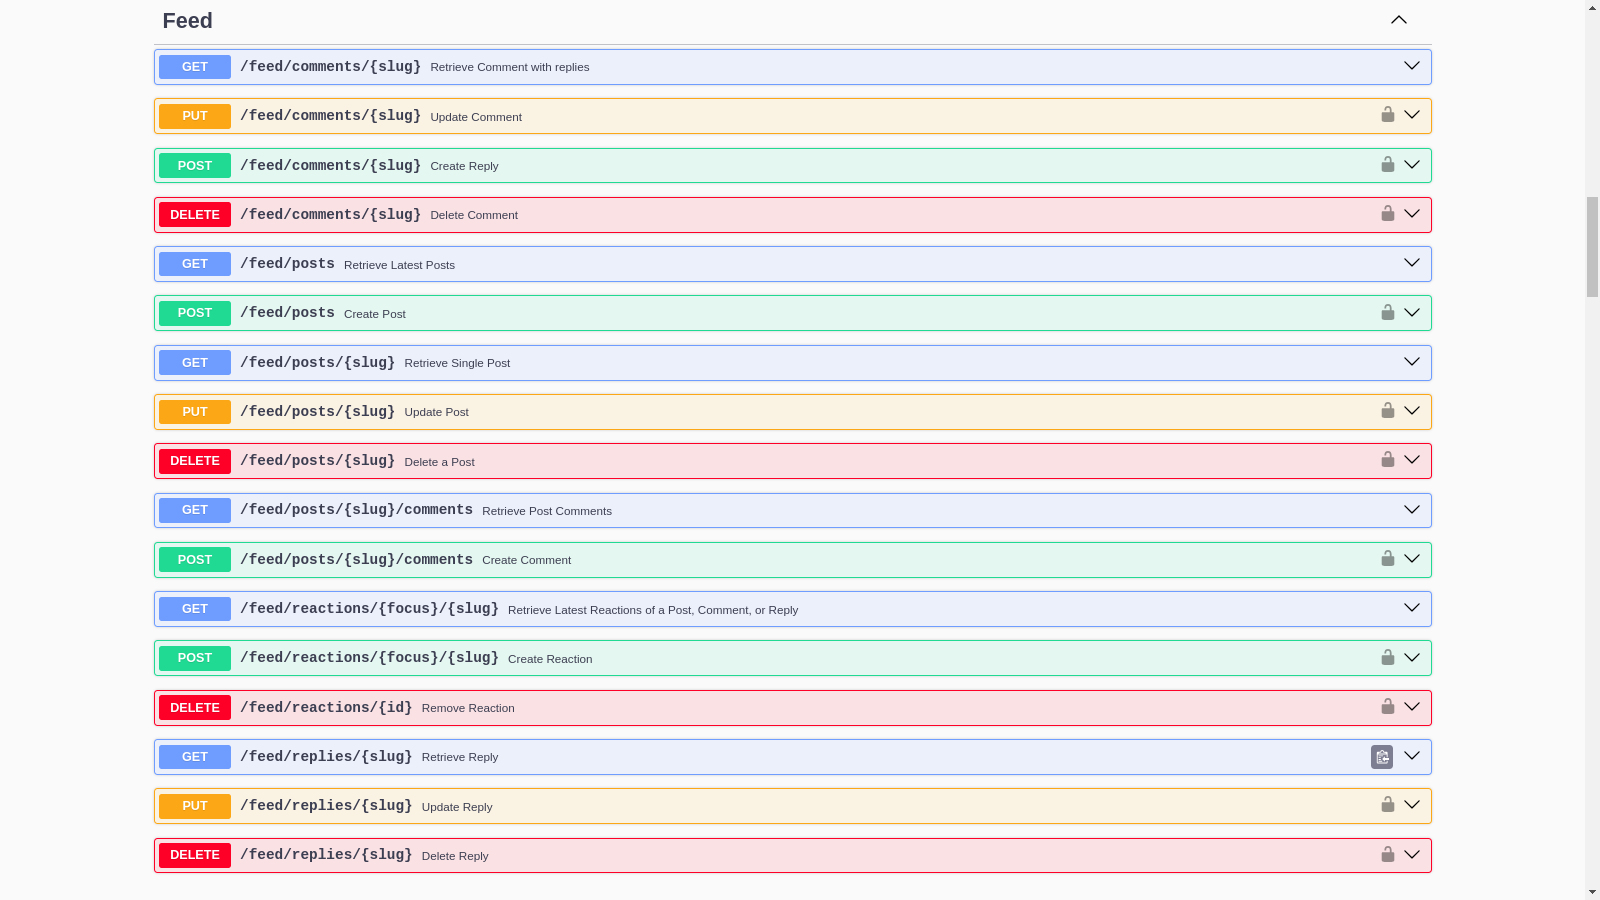 Feed
GET /feed/comments/{slug} Retrieve Comment with replies
PUT /feed/comments/{slug} Update Comment
POST /feed/comments/{slug} Create Reply
DELETE /feed/comments/{slug} Delete Comment
GET /feed/posts Retrieve Latest Posts
POST /feed/posts Create Post
GET /feed/posts/{slug} Retrieve Single Post
PUT /feed/posts/{slug} Update Post
DELETE /feed/posts/{slug} Delete a Post
GET /feed/posts/{slug}/comments Retrieve Post Comments
POST /feed/posts/{slug}/comments Create Comment
GET /feed/reactions/{focus}/{slug} Retrieve Latest Reactions of a Post, Comment, or Reply
POST /feed/reactions/{focus}/{slug} Create Reaction
DELETE /feed/reactions/{id} Remove Reaction
GET /feed/replies/{slug} Retrieve Reply
PUT /feed/replies/{slug} Update Reply
DELETE /feed/replies/{slug} Delete Reply